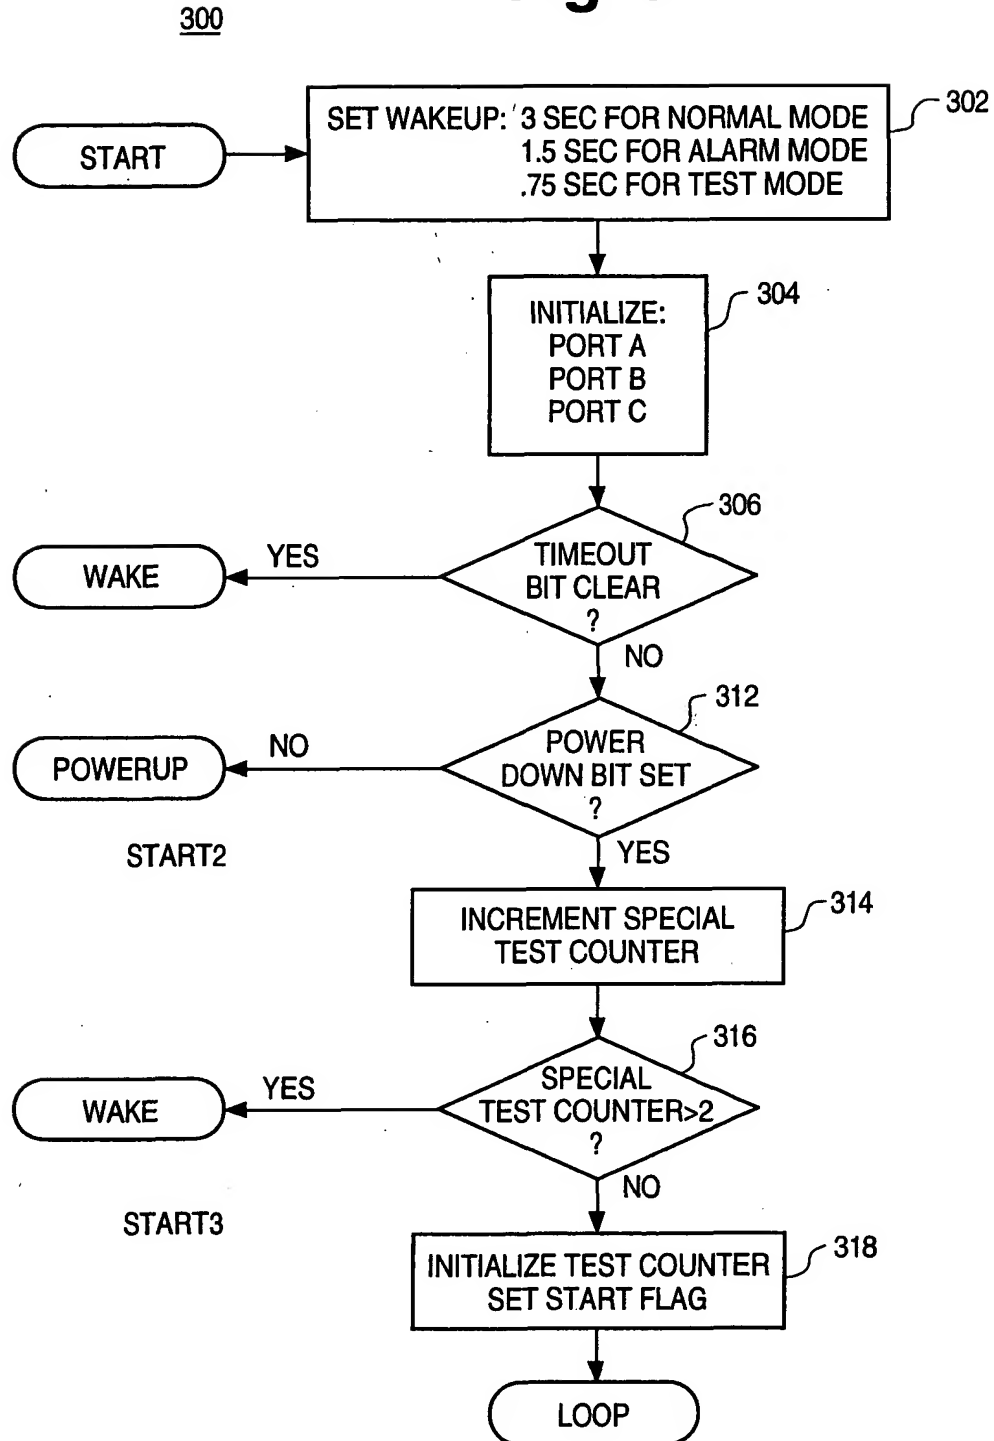 300
START
SET WAKEUP: 3 SEC FOR NORMAL MODE
1.5 SEC FOR ALARM MODE
.75 SEC FOR TEST MODE
302
INITIALIZE:
PORT A
PORT B
PORT C
304
TIMEOUT
BIT CLEAR
?
306
YES
WAKE
NO
POWER
DOWN BIT SET
?
312
NO
POWERUP
START2
YES
INCREMENT SPECIAL
TEST COUNTER
314
SPECIAL
TEST COUNTER>2
?
316
YES
WAKE
NO
START3
INITIALIZE TEST COUNTER
SET START FLAG
318
LOOP